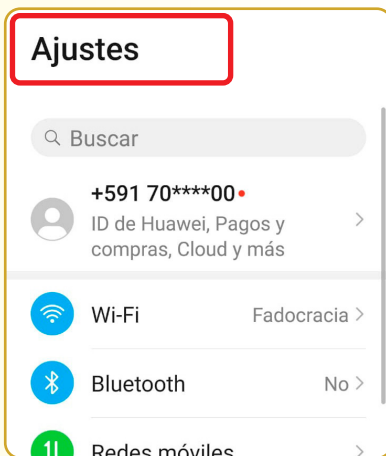 Ajustes
Buscar
+591 70****00
ID de Huawei, Pagos y
compras, Cloud y más
Wi-Fi Fadocracia
Bluetooth No
Redes móviles